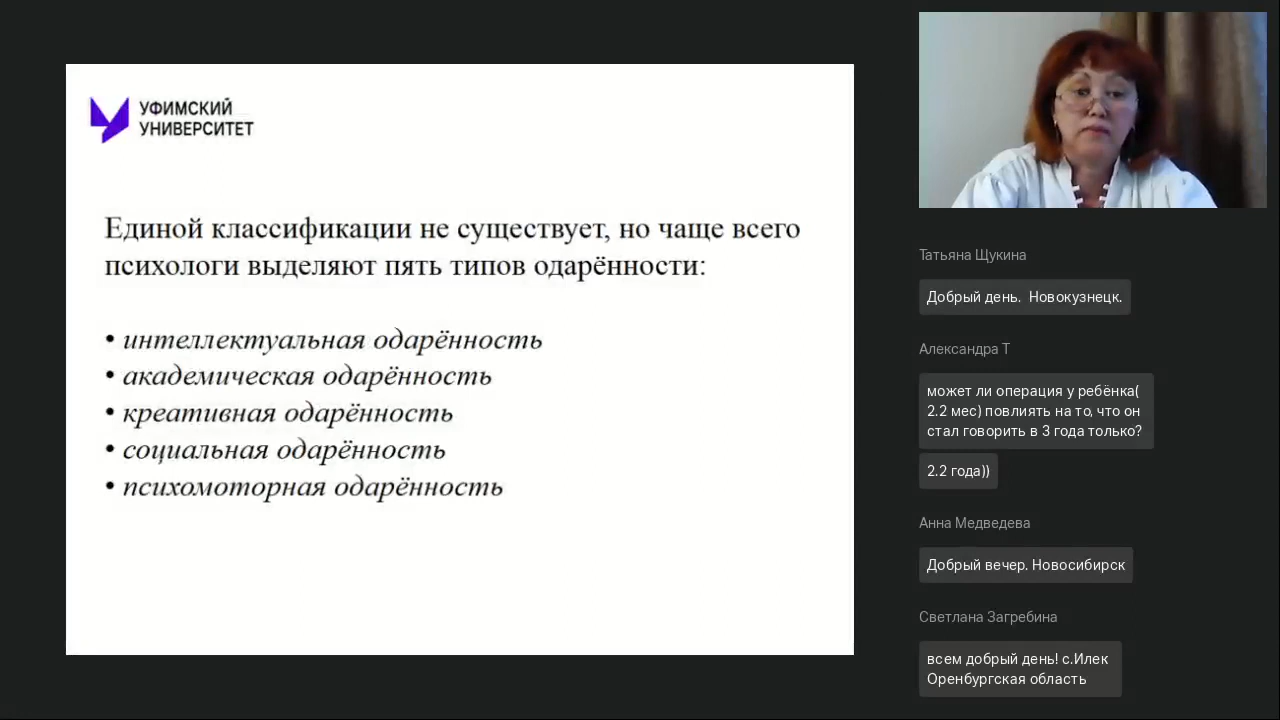 УФИМСКИЙ
УНИВЕРСИТЕТ
Единой классификации не существует, но чаще всего
психологи выделяют пять типов одарённости:
• интеллектуальная одарённость
• академическая одарённость
• креативная одарённость
• социальная одарённость
• психомоторная одарённость
Татьяна Щукина
Добрый день.  Новокузнецк.
Александра Т
может ли операция у ребёнка(
2.2 мес) повлиять на то, что он
стал говорить в 3 года только?
2.2 года))
Анна Медведева
Добрый вечер. Новосибирск
Светлана Загребина
всем добрый день! с.Илек
Оренбургская область